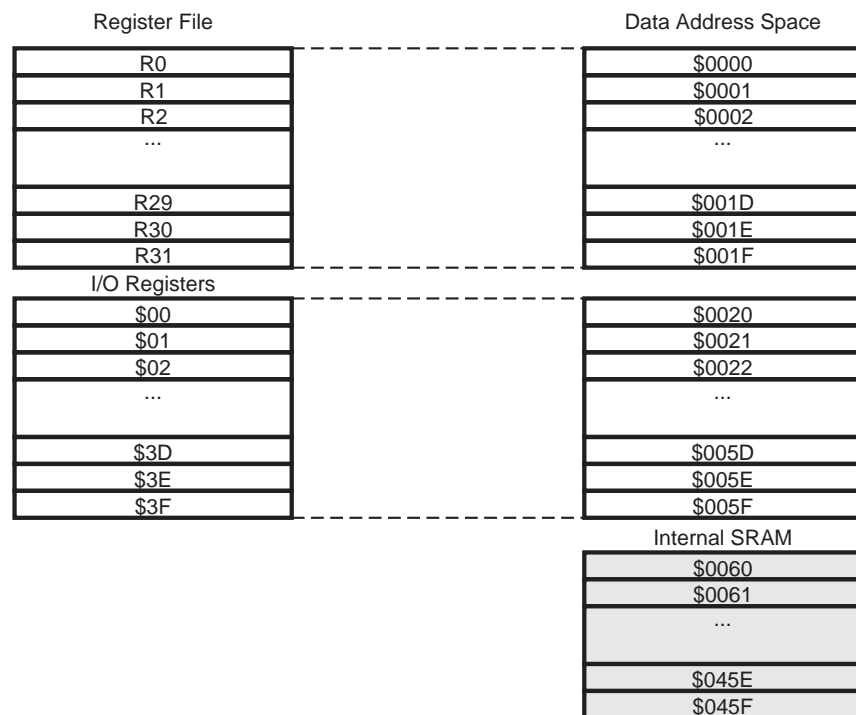 Register File Data Address Space
R0 $0000
R1 $0001
R2 $0002
... ...
R29 $001D
R30 $001E
R31 $001F
I/O Registers
$00 $0020
$01 $0021
$02 $0022
... ...
$3D $005D
$3E $005E
$3F $005F
Internal SRAM
$0060
$0061
...
$045E
$045F